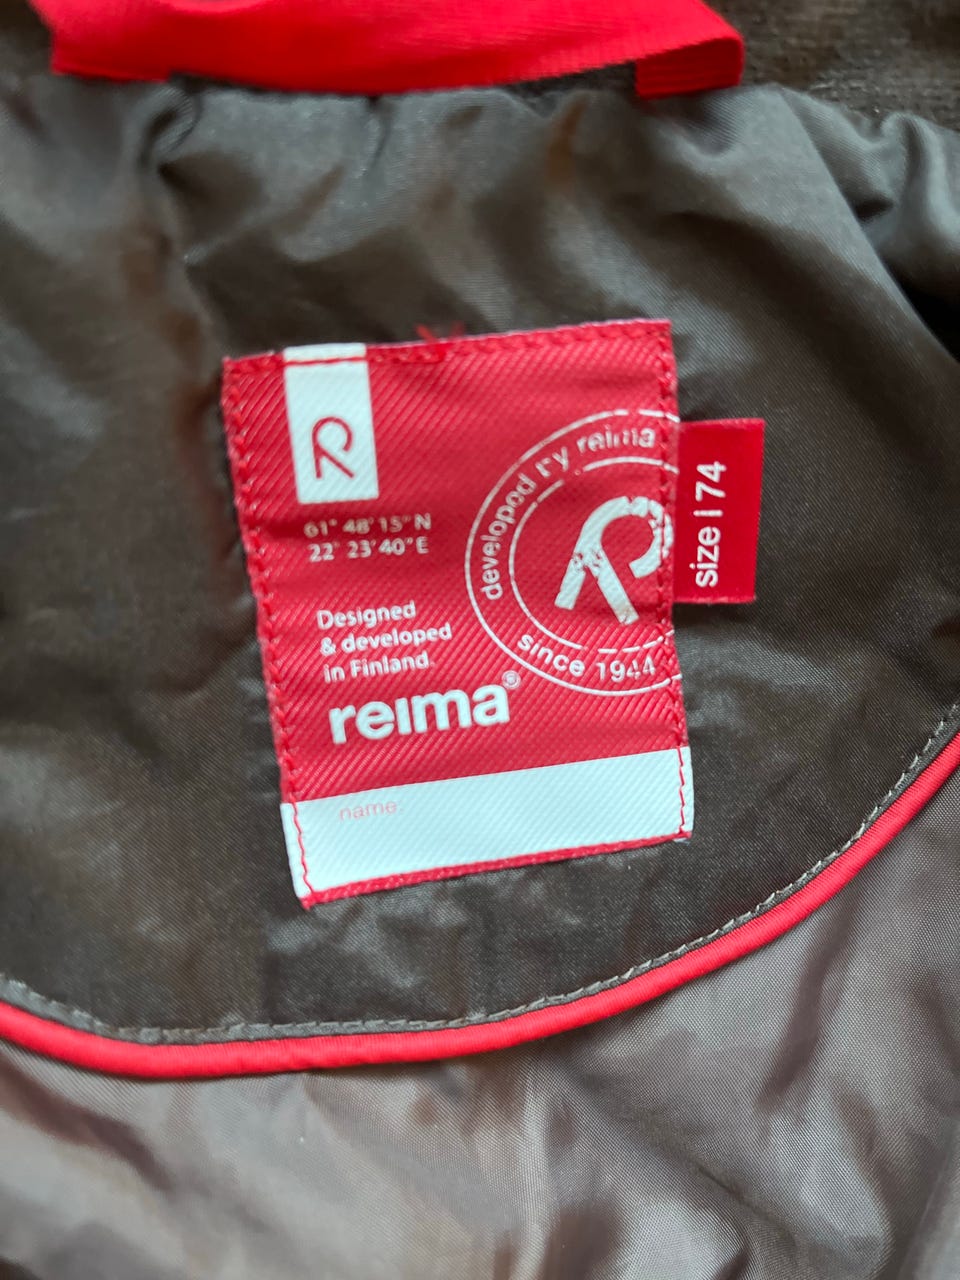 R
61° 48' 15" N
22° 23' 40" E
Designed
& developed
in Finland.
reima®
name:
developed by reima
R
since 1944
size | 74